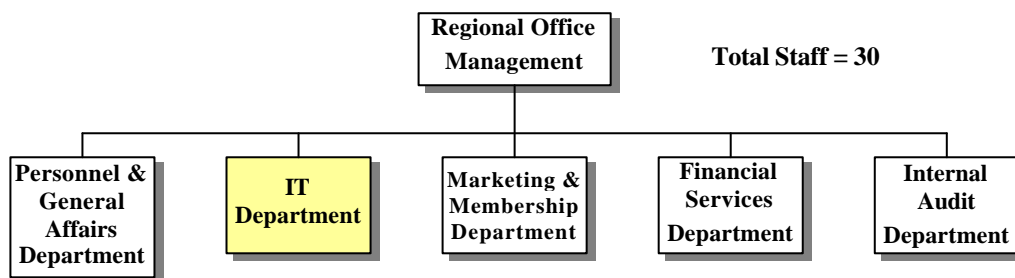 Regional Office
Management
Total Staff = 30
Personnel &
General
Affairs
Department
IT
Department
Marketing &
Membership
Department
Financial
Services
Department
Internal
Audit
Department